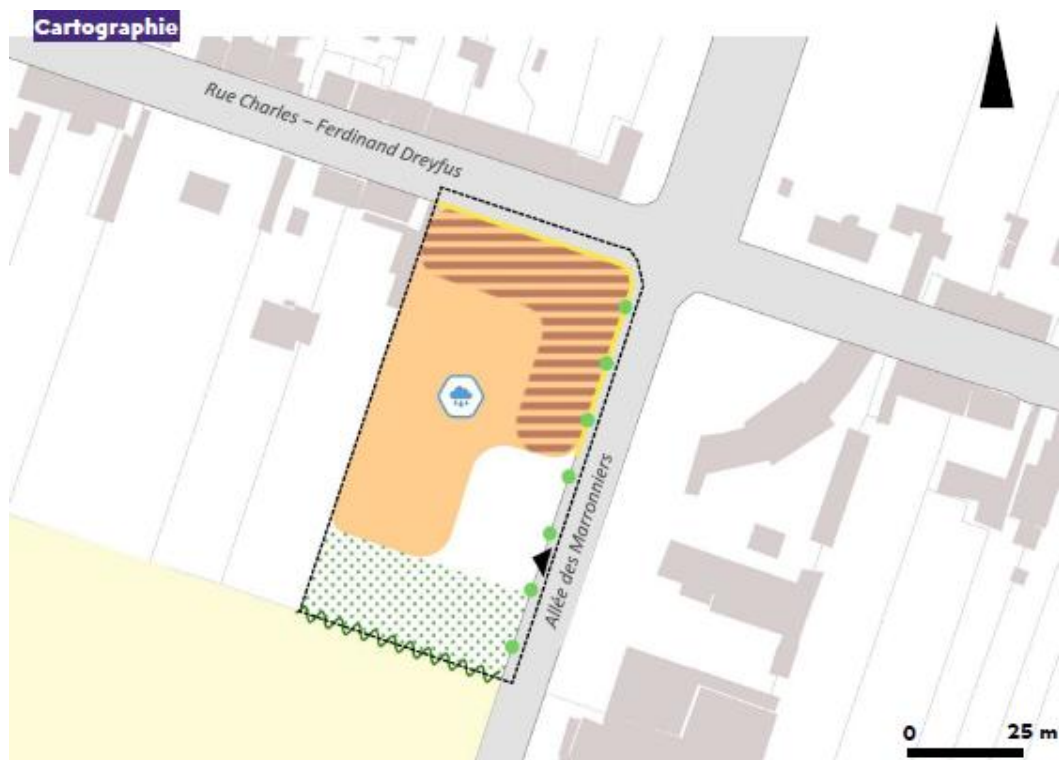 Cartographie
Rue Charles – Ferdinand Dreyfus
Allée des Marronniers
0 25 m